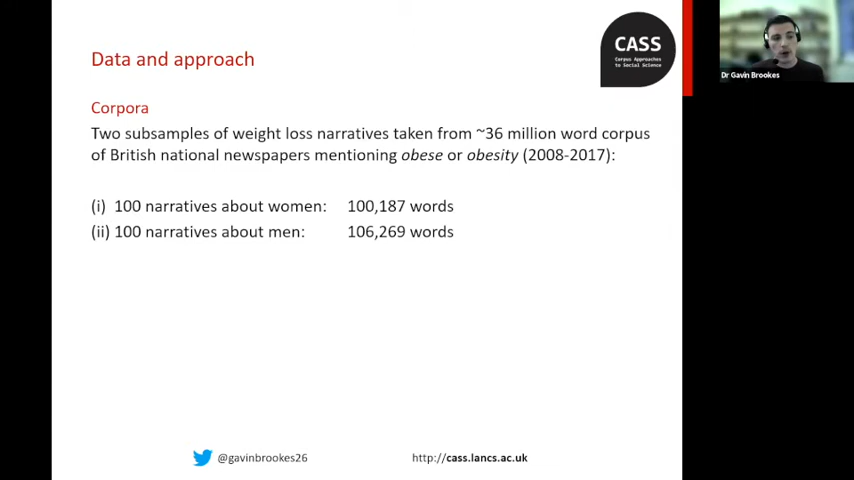 Data and approach
CASS
Corpus Approaches
to Social Science
Dr Gavin Brookes
Corpora
Two subsamples of weight loss narratives taken from ~36 million word corpus
of British national newspapers mentioning obese or obesity (2008-2017):
(i) 100 narratives about women: 100,187 words
(ii) 100 narratives about men: 106,269 words
@gavinbrookes26 http://cass.lancs.ac.uk